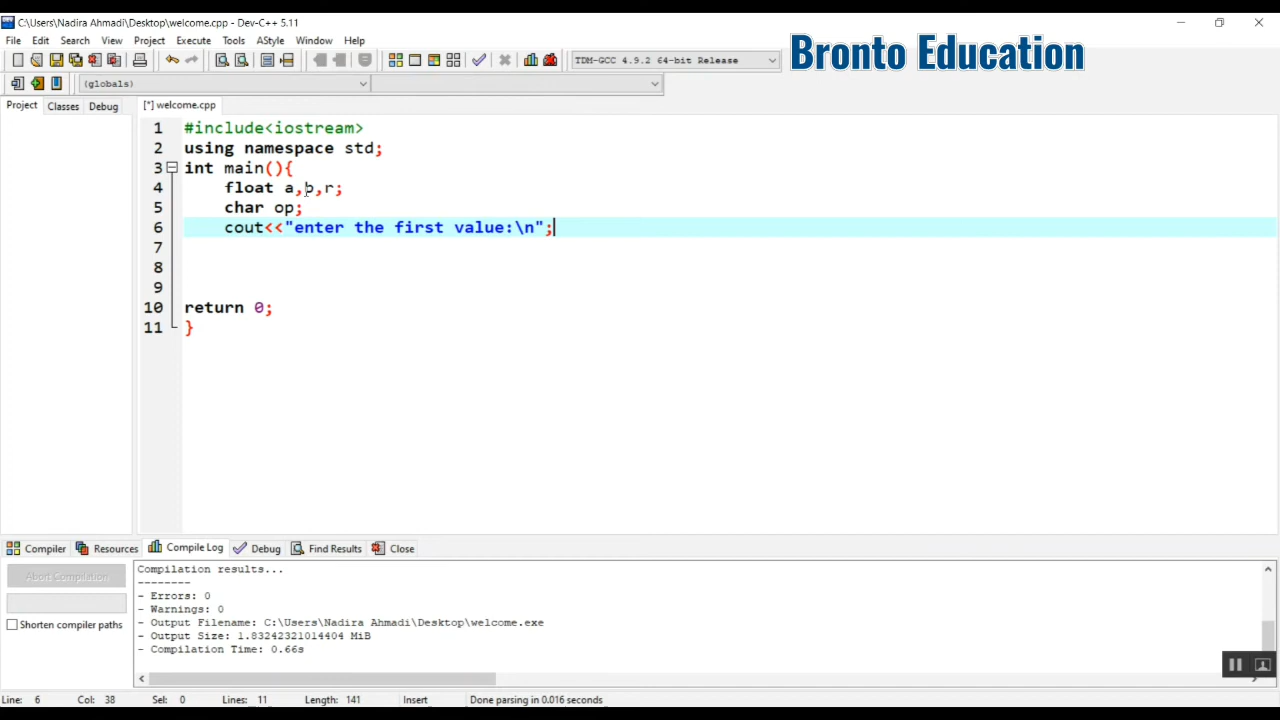 C:\Users\Nadira Ahmadi\Desktop\welcome.cpp - Dev-C++ 5.11
File Edit Search View Project Execute Tools AStyle Window Help
TDM-GCC 4.9.2 64-bit Release
Bronto Education
(globals)
Project Classes Debug [*] welcome.cpp
1 #include<iostream>
2 using namespace std;
3 int main(){
4 float a,b,r;
5 char op;
6 cout<<"enter the first value:\n";
7
8
9
10 return 0;
11 }
Compiler Resources Compile Log Debug Find Results Close
Abort Compilation
Shorten compiler paths
Compilation results...
--------
- Errors: 0
- Warnings: 0
- Output Filename: C:\Users\Nadira Ahmadi\Desktop\welcome.exe
- Output Size: 1.83242321014404 MiB
- Compilation Time: 0.66s
Line: 6 Col: 38 Sel: 0 Lines: 11 Length: 141 Insert Done parsing in 0.016 seconds